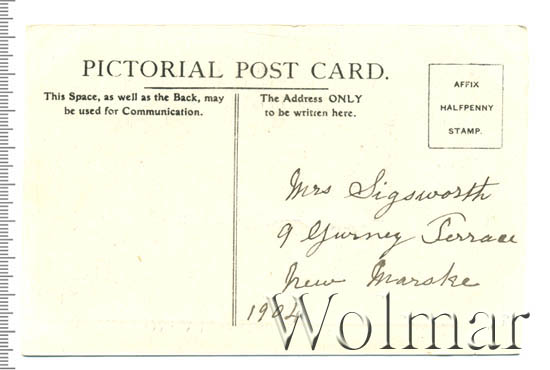 PICTORIAL POST CARD.
This Space, as well as the Back, may
be used for Communication.
The Address ONLY
to be written here.
AFFIX
HALFPENNY
STAMP.
Mrs Sigsworth
9 Gurney Terrace
New Marske
1904
Wolmar